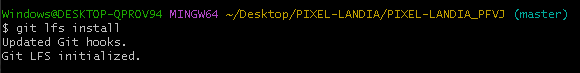 Windows@DESKTOP-QPROV94 MINGW64 ~/Desktop/PIXEL-LANDIA/PIXEL-LANDIA_PFVJ (master)
$ git lfs install
Updated Git hooks.
Git LFS initialized.